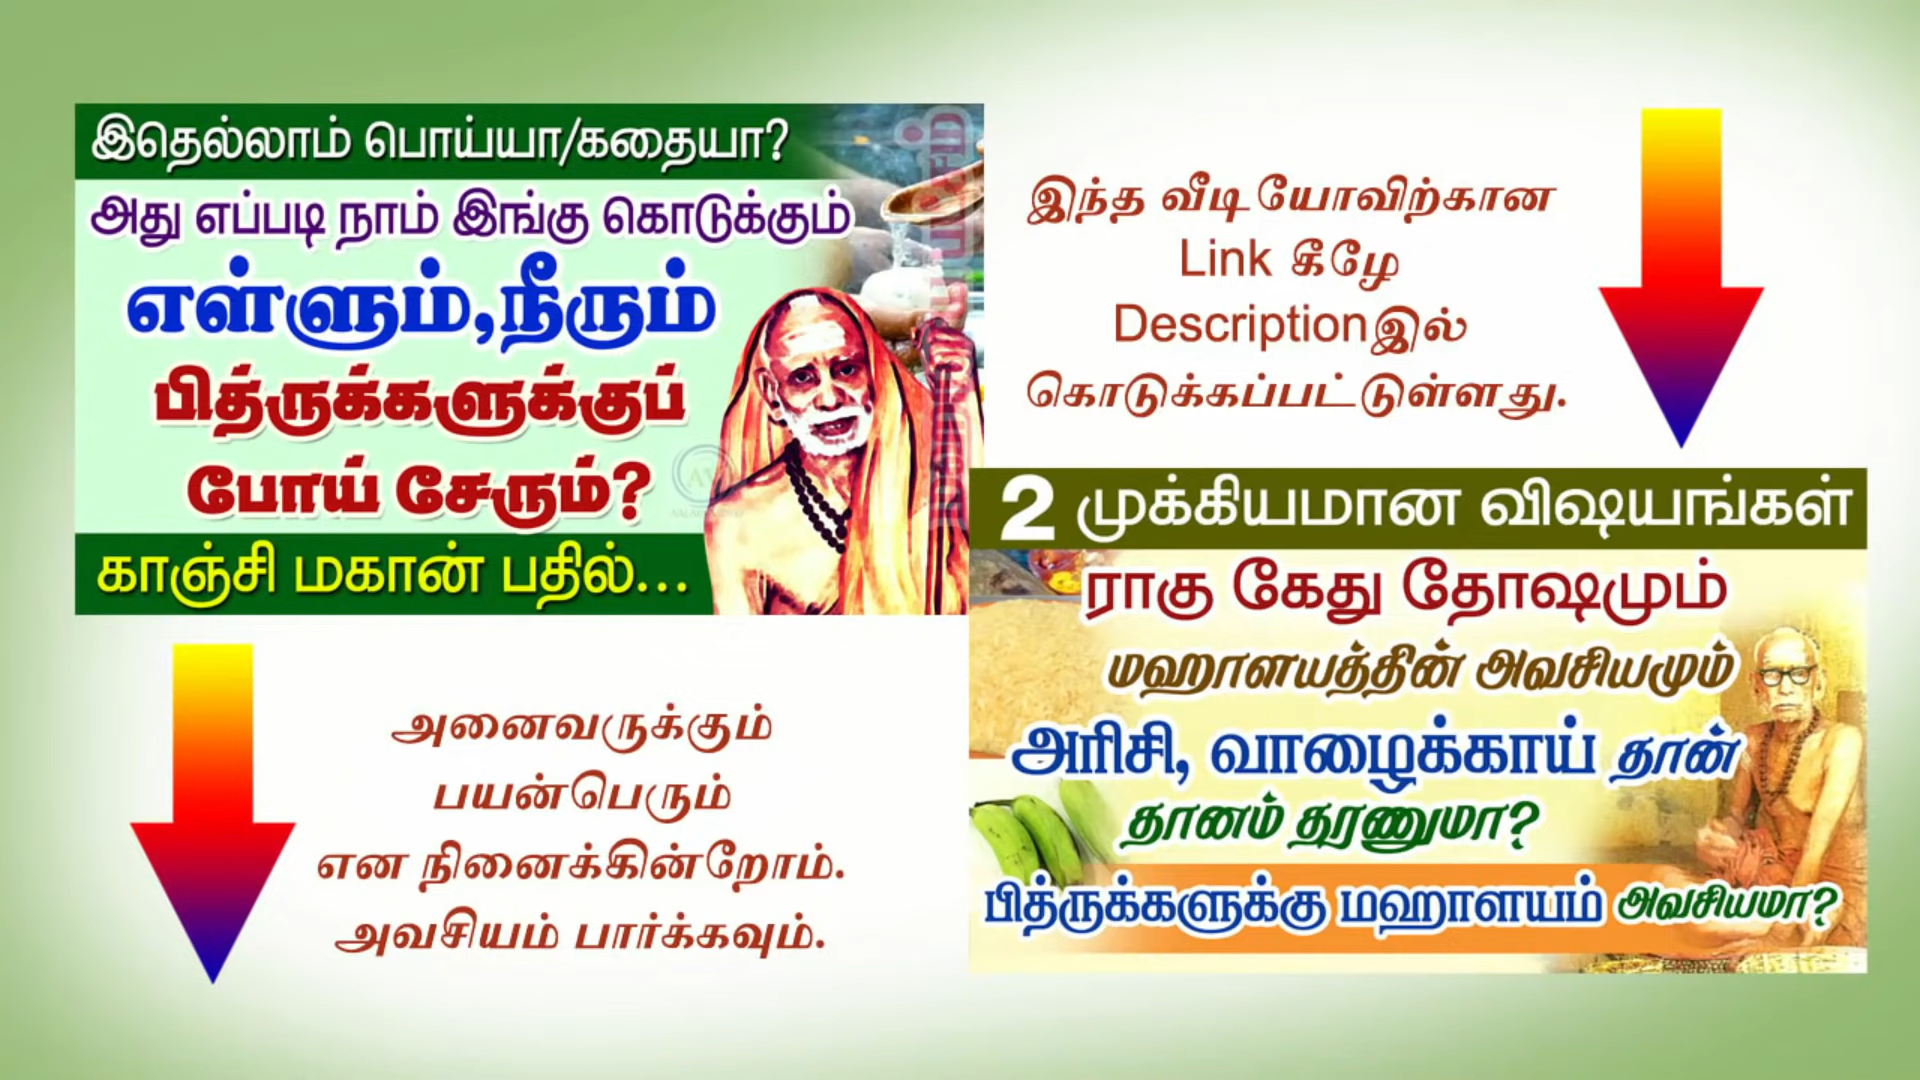 இதெல்லாம் பொய்யா/கதையா?
அது எப்படி நாம் இங்கு கொடுக்கும்
எள்ளும்,நீரும்
பித்ருக்களுக்குப்
போய் சேரும்?
காஞ்சி மகான் பதில்...
இந்த வீடியோவிற்கான
Link கீழே
Descriptionஇல்
கொடுக்கப்பட்டுள்ளது.
2 முக்கியமான விஷயங்கள்
ராகு கேது தோஷமும்
மஹாளயத்தின் அவசியமும்
அரிசி, வாழைக்காய் தான்
தானம் தரணுமா?
பித்ருக்களுக்கு மஹாளயம் அவசியமா?
அனைவருக்கும்
பயன்பெரும்
என நினைக்கின்றோம்.
அவசியம் பார்க்கவும்.